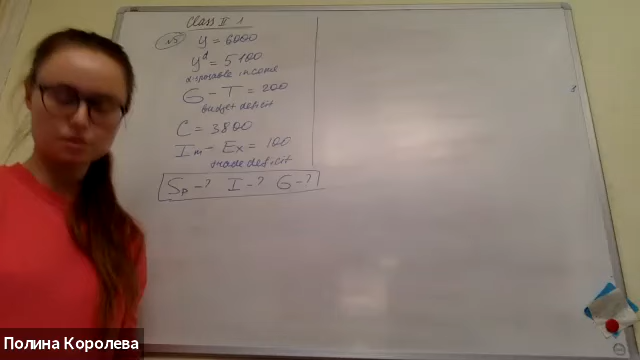 Class II 1
№5 y = 6000
yᵈ = 5100
disposable income
G - T = 200
budget deficit
C = 3800
Im - Ex = 100
trade deficit
Sp - ? I - ? G - ?
Полина Королева